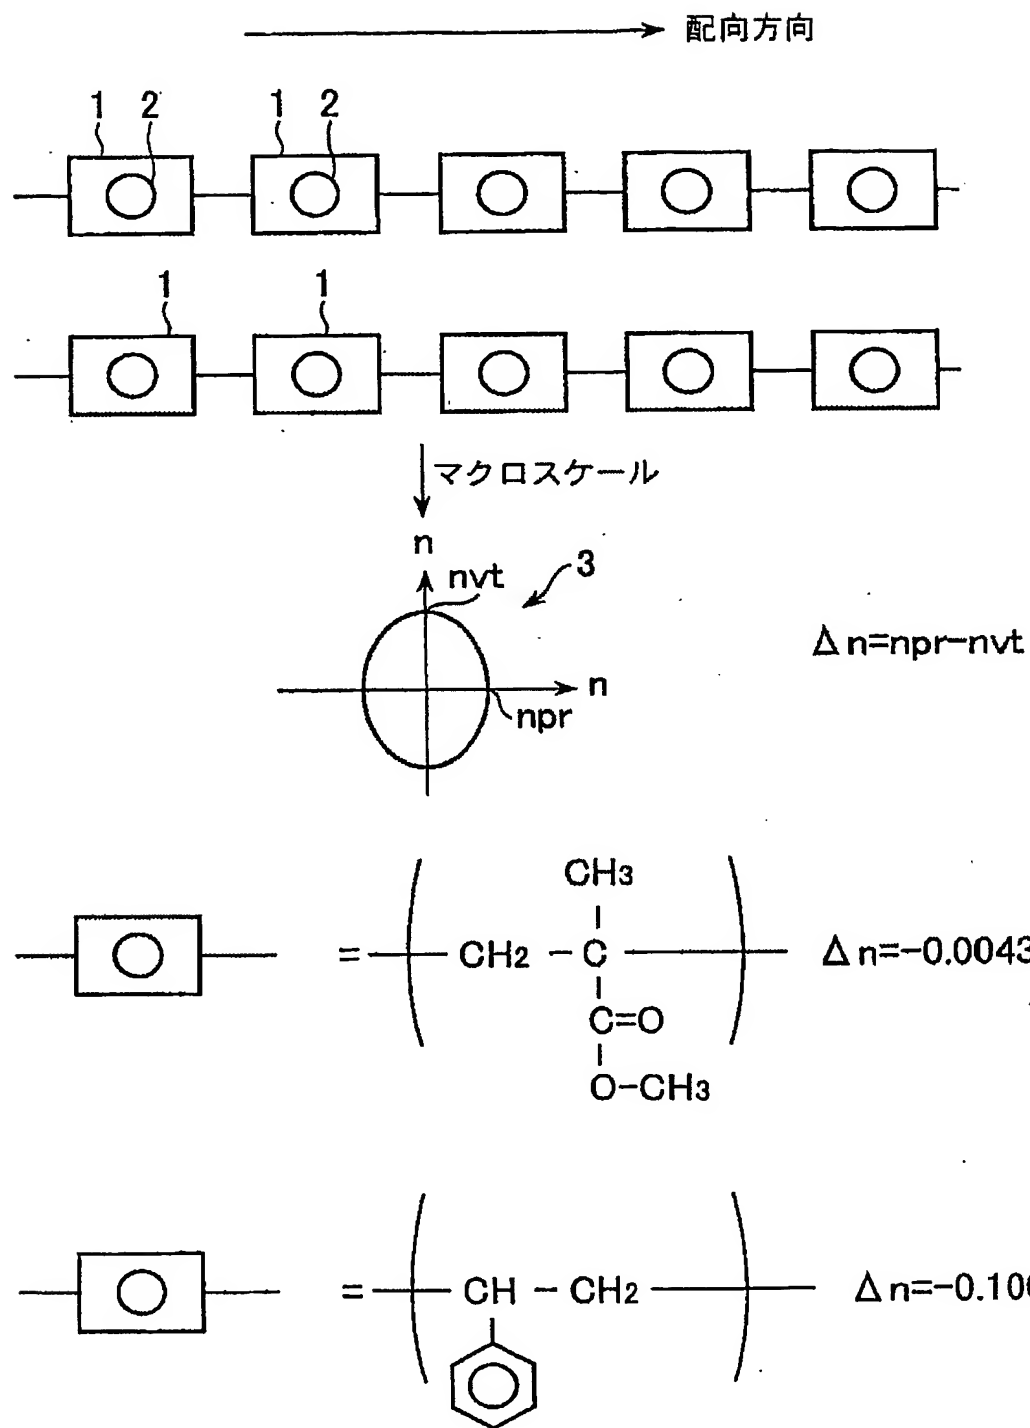 配向方向
1 2 1 2
1 1
マクロスケール
n
nvt
3
Δn=npr-nvt
n
npr
CH3
= CH2 - C Δn=-0.0043
C=O
O-CH3
= CH - CH2 Δn=-0.100